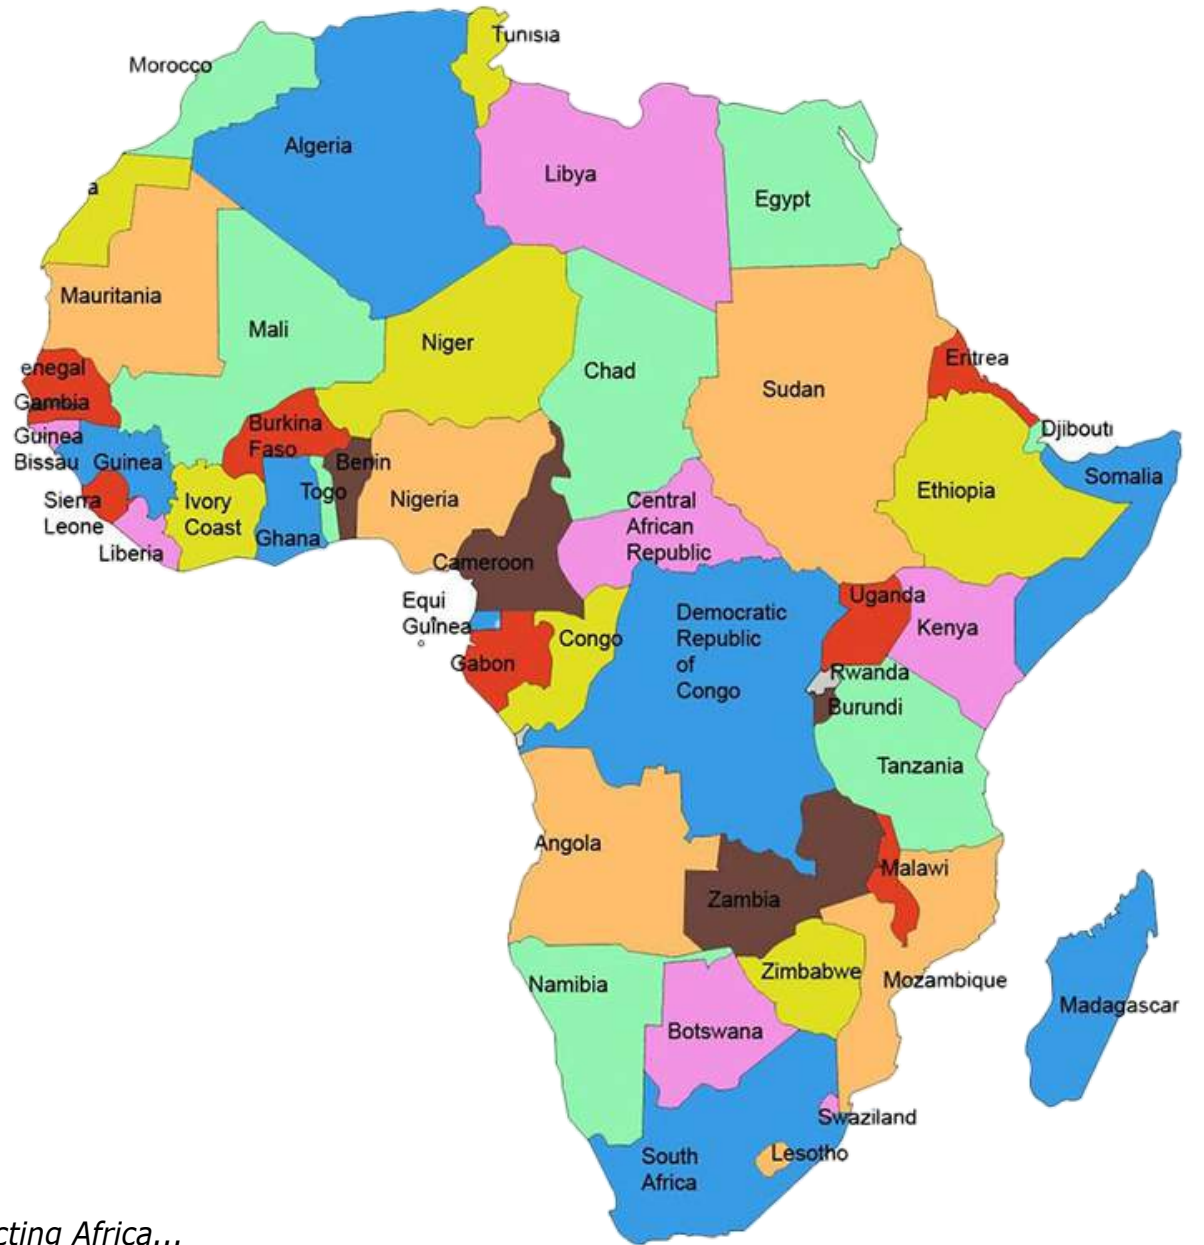 Tunisia
Morocco
Algeria
Libya
a
Egypt
Mauritania
Mali
Niger
Chad
Sudan
Eritrea
enegal
Gambia
Burkina
Faso
Djibouti
Guinea
Bissau
Guinea
Benin
Togo
Nigeria
Ethiopia
Somalia
Sierra
Leone
Ivory
Coast
Ghana
Liberia
Central
African
Republic
Cameroon
Equi
Guinea
Uganda
Kenya
Democratic
Republic
of
Congo
Congo
Gabon
Rwanda
Burundi
Tanzania
Angola
Malawi
Zambia
Zimbabwe
Mozambique
Namibia
Botswana
Madagascar
Swaziland
South
Africa
Lesotho
cting Africa...